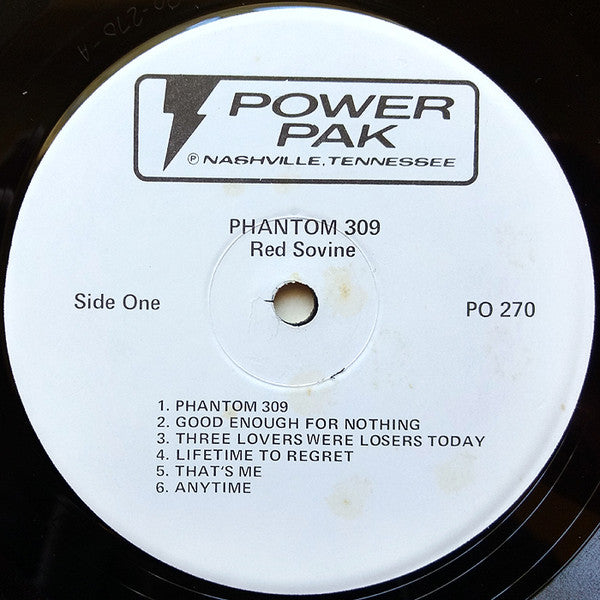 POWER
PAK
℗ NASHVILLE, TENNESSEE
PHANTOM 309
Red Sovine
Side One
PO 270
1. PHANTOM 309
2. GOOD ENOUGH FOR NOTHING
3. THREE LOVERS WERE LOSERS TODAY
4. LIFETIME TO REGRET
5. THAT'S ME
6. ANYTIME